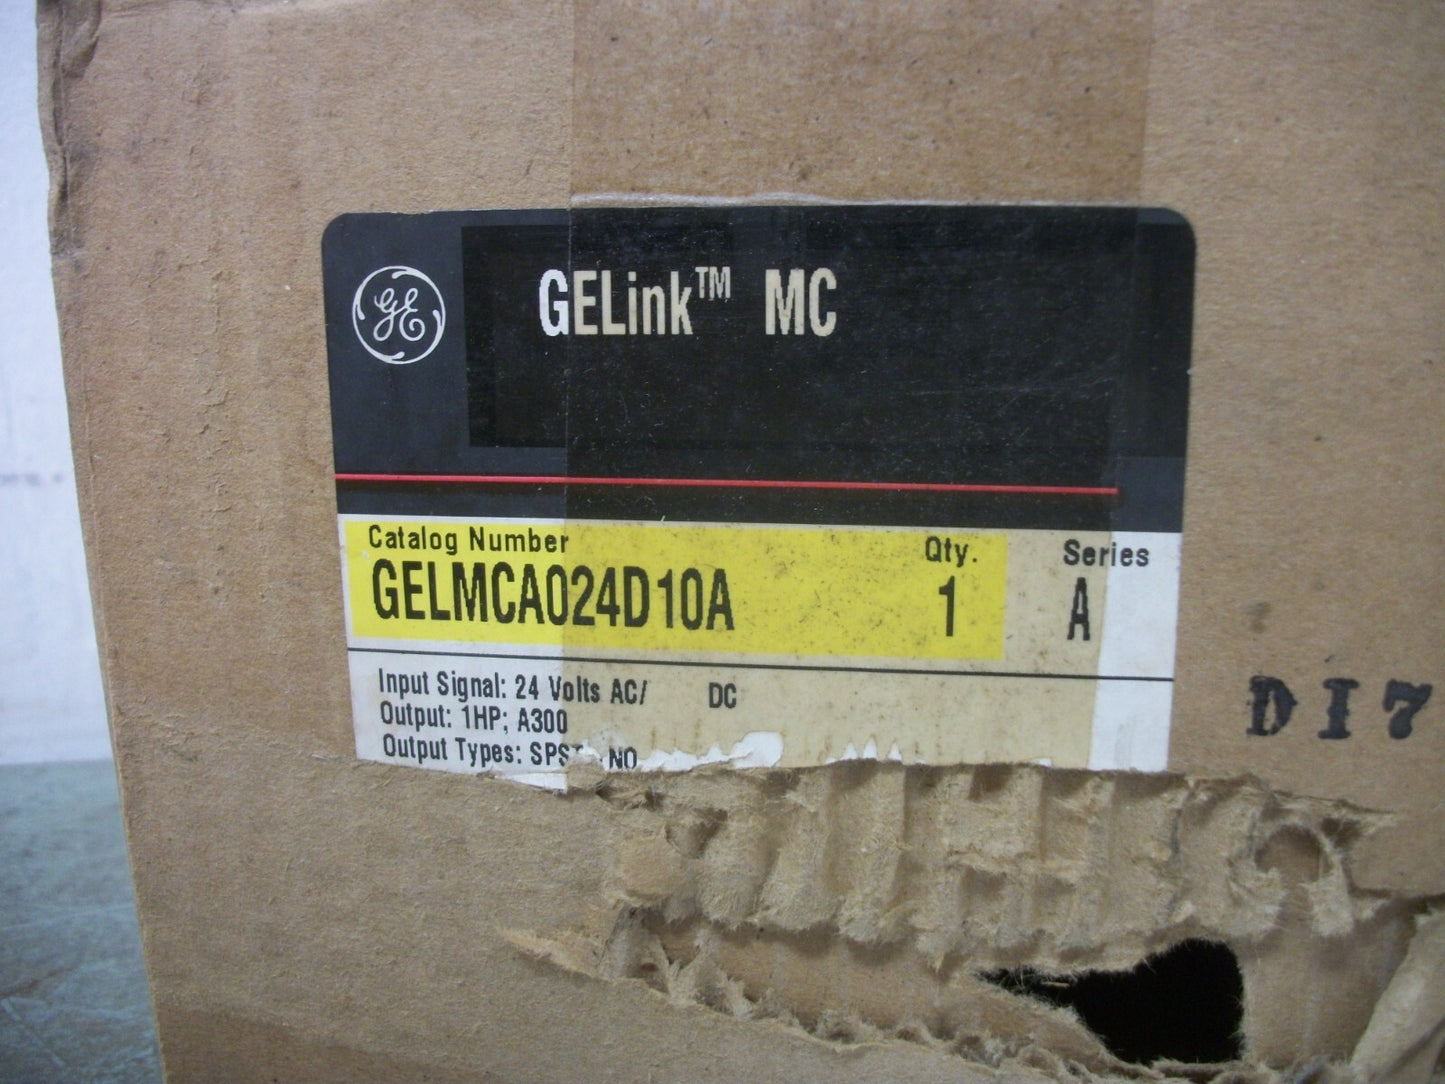 GE
GELink™ MC
Catalog Number Qty. Series
GELMCA024D10A 1 A
Input Signal: 24 Volts AC/ DC
Output: 1HP; A300
Output Types: SPST NO
DI7